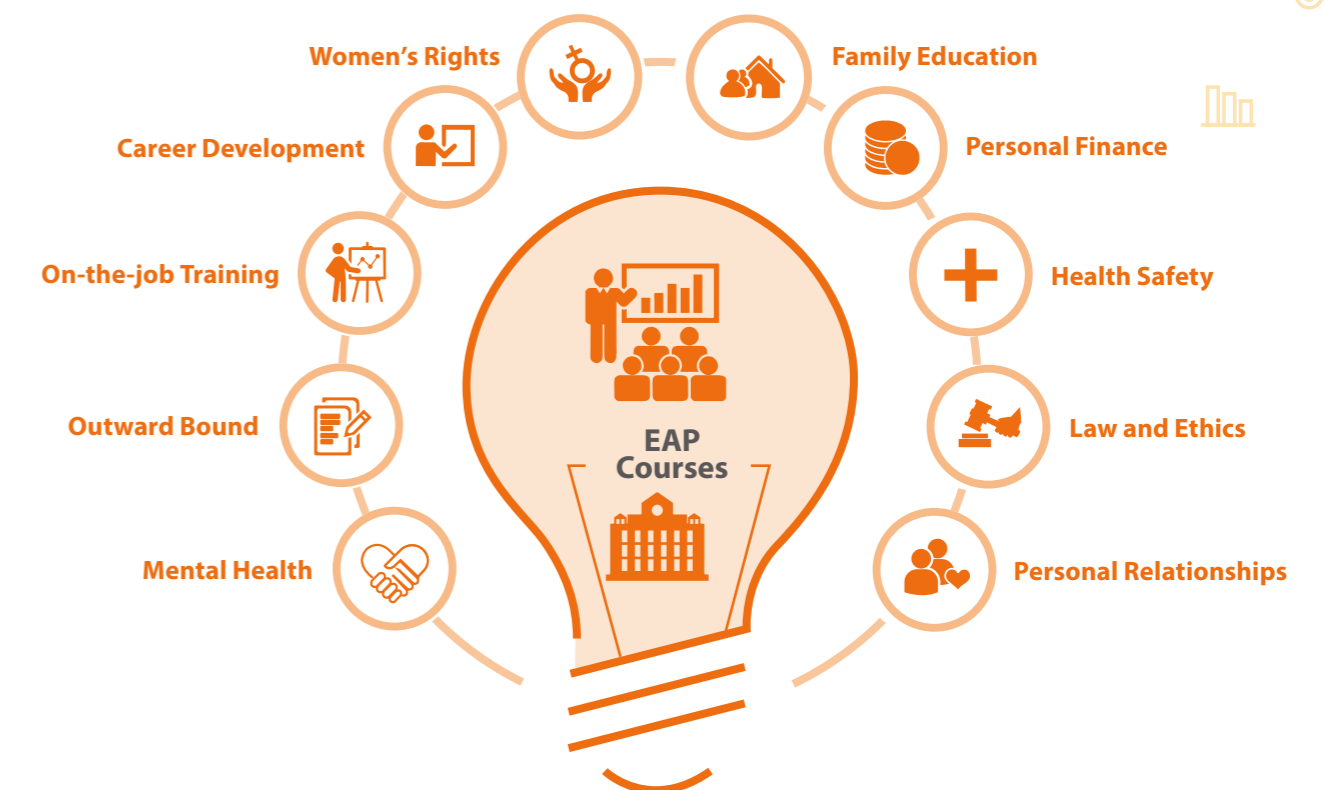 Women's Rights
Family Education
Career Development
Personal Finance
On-the-job Training
Health Safety
Outward Bound
Law and Ethics
EAP
Courses
Mental Health
Personal Relationships